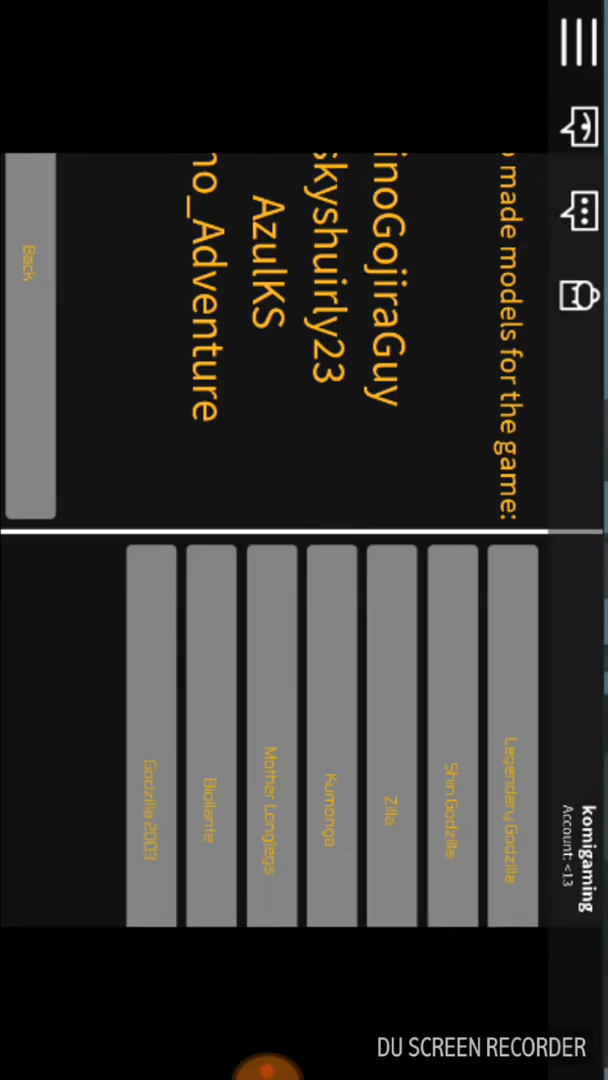 komigaming
Account: <13
o made models for the game:
inoGojiraGuy
skyshuirly23
AzulKS
no_Adventure
Back
Legendary Godzilla
Shin Godzilla
Zilla
Kumonga
Mother Longlegs
Biollante
Godzilla 2003
DU SCREEN RECORDER